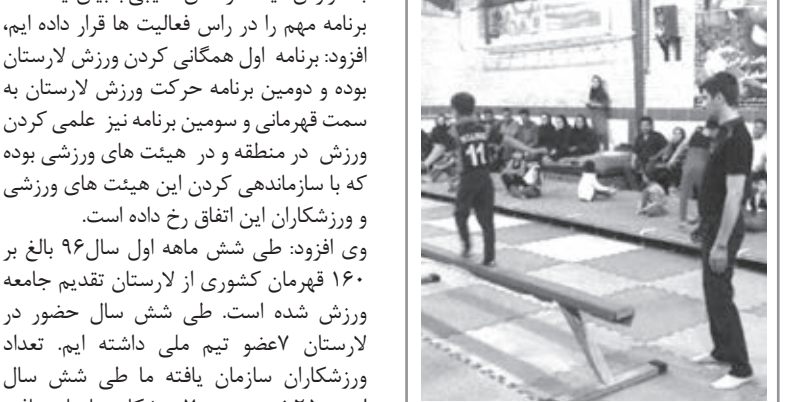 برنامه مهم را در راس فعالیت ها قرار داده ایم،
افزود: برنامه اول همگانی کردن ورزش لارستان
بوده و دومین برنامه حرکت ورزش لارستان به
سمت قهرمانی و سومین برنامه نیز علمی کردن
ورزش در منطقه و در هیئت های ورزشی بوده
که با سازماندهی کردن این هیئت های ورزشی
و ورزشکاران این اتفاق رخ داده است.
وی افزود: طی شش ماهه اول سال۹۶ بالغ بر
۱۶۰ قهرمان کشوری از لارستان تقدیم جامعه
ورزش شده است. طی شش سال حضور در
لارستان ۷عضو تیم ملی داشته ایم. تعداد
ورزشکاران سازمان یافته ما طی شش سال
11